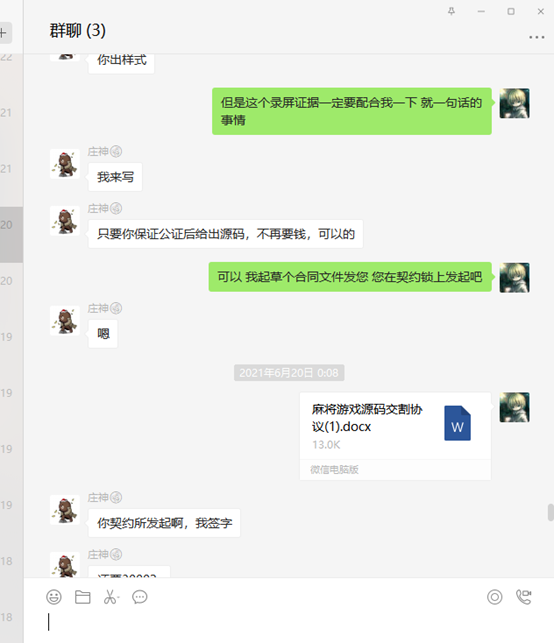 群聊 (3)
22
你出样式
但是这个录屏证据一定要配合我一下 就一句话的
事情
21
庄神
我来写
21
庄神
20
只要你保证公证后给出源码，不再要钱，可以的
可以 我起草个合同文件发您 您在契约锁上发起吧
20
庄神
嗯
19
2021年6月20日 0:08
麻将游戏源码交割协
议(1).docx
W
13.0K
微信电脑版
19
19
庄神
你契约所发起啊，我签字
19
庄神
18
18